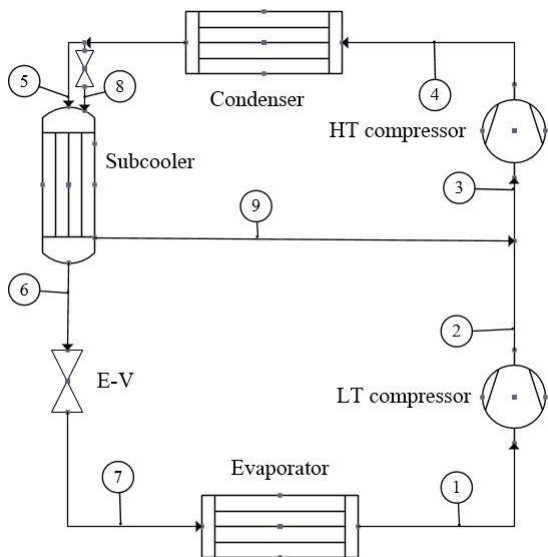 5
8
Condenser
4
HT compressor
Subcooler
3
9
6
2
E-V
LT compressor
Evaporator
7
1